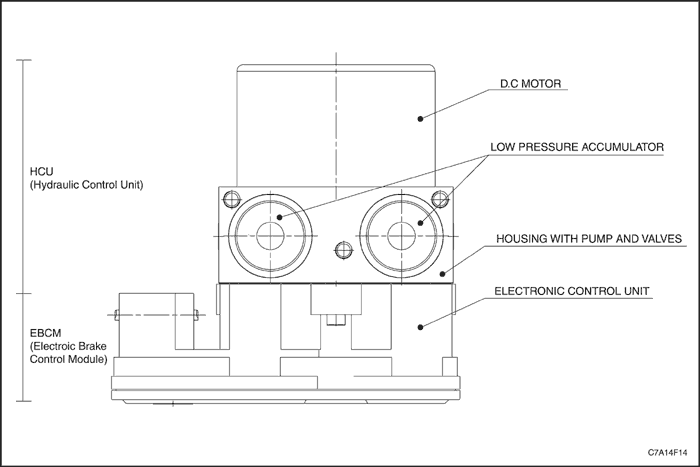 D.C MOTOR
LOW PRESSURE ACCUMULATOR
HCU
(Hydraulic Control Unit)
HOUSING WITH PUMP AND VALVES
ELECTRONIC CONTROL UNIT
EBCM
(Electroic Brake
Control Module)
C7A14F14